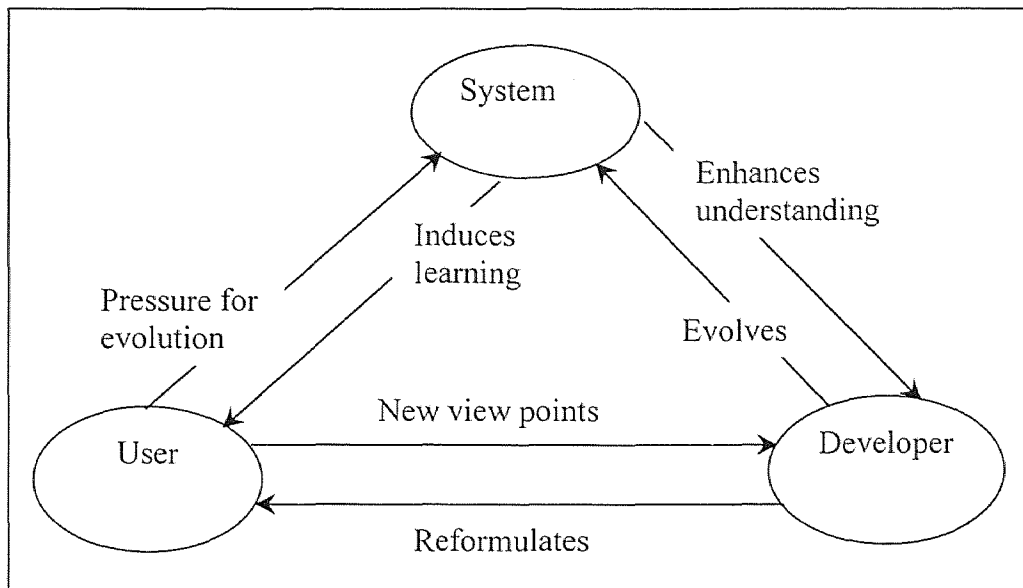 System
Enhances
understanding
Induces
learning
Pressure for
evolution
Evolves
New view points
User
Developer
Reformulates